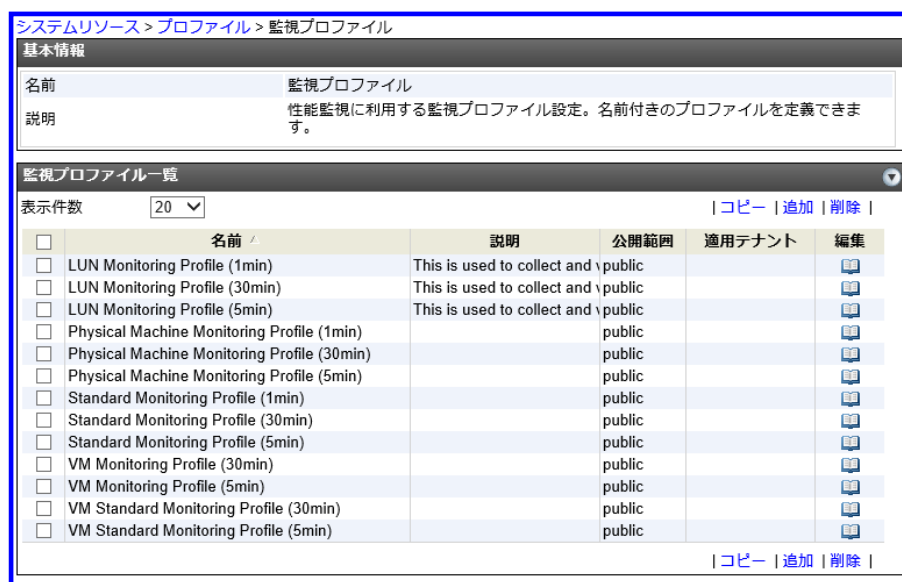 システムリソース > プロファイル > 監視プロファイル
基本情報
名前 監視プロファイル
説明 性能監視に利用する監視プロファイル設定。名前付きのプロファイルを定義できま
す。
監視プロファイル一覧
表示件数 20 | コピー | 追加 | 削除 |
名前 説明 公開範囲 適用テナント 編集
LUN Monitoring Profile (1min) This is used to collect and public
LUN Monitoring Profile (30min) This is used to collect and public
LUN Monitoring Profile (5min) This is used to collect and public
Physical Machine Monitoring Profile (1min) public
Physical Machine Monitoring Profile (30min) public
Physical Machine Monitoring Profile (5min) public
Standard Monitoring Profile (1min) public
Standard Monitoring Profile (30min) public
Standard Monitoring Profile (5min) public
VM Monitoring Profile (30min) public
VM Monitoring Profile (5min) public
VM Standard Monitoring Profile (30min) public
VM Standard Monitoring Profile (5min) public
| コピー | 追加 | 削除 |